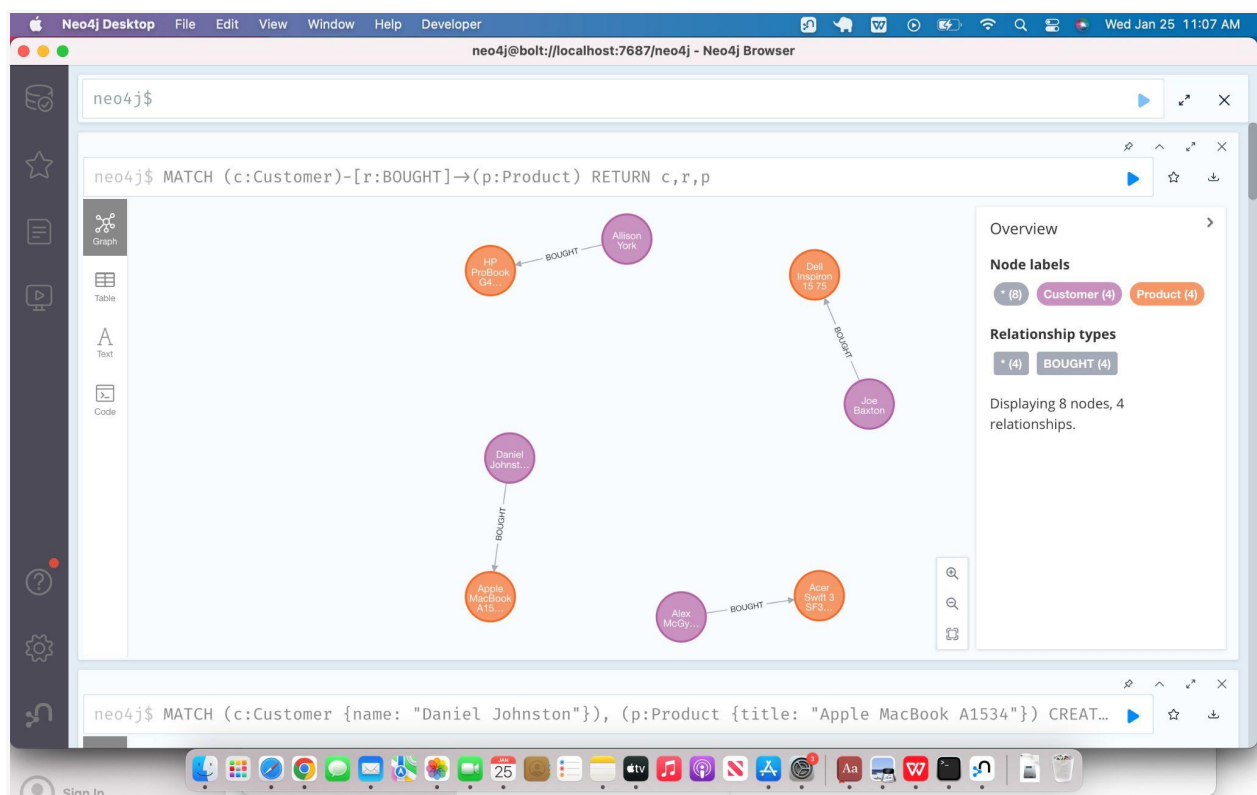 Neo4j Desktop File Edit View Window Help Developer Wed Jan 25 11:07 AM
neo4j@bolt://localhost:7687/neo4j - Neo4j Browser
neo4j$
neo4j$ MATCH (c:Customer)-[r:BOUGHT]→(p:Product) RETURN c,r,p
Graph
Table
Text
Code
Allison
York
BOUGHT
HP
ProBook
G4...
Dell
Inspiron
15 75
BOUGHT
Joe
Baxton
Daniel
Johnst...
BOUGHT
Apple
MacBook
A15...
Alex
McGy...
BOUGHT
Acer
Swift 3
SF3...
Overview
Node labels
* (8) Customer (4) Product (4)
Relationship types
* (4) BOUGHT (4)
Displaying 8 nodes, 4
relationships.
neo4j$ MATCH (c:Customer {name: "Daniel Johnston"}), (p:Product {title: "Apple MacBook A1534"}) CREAT…
JAN
25
tv
Aa
Sign In